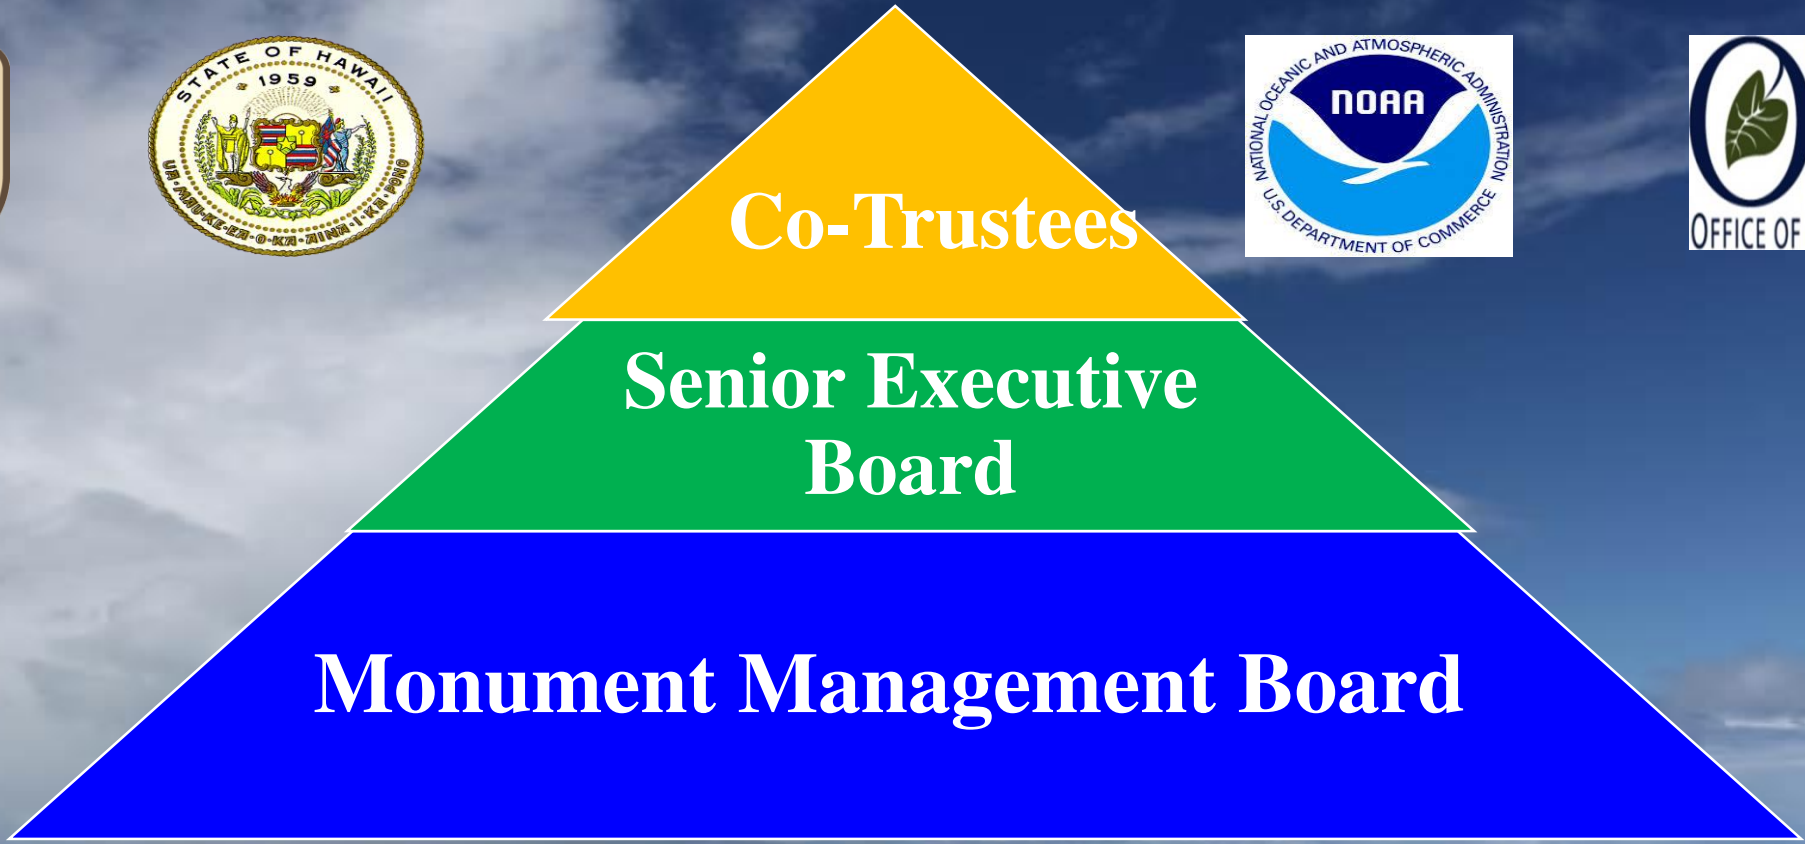 STATE OF HAWAII
1959
UA·MAU·KE·EA·O·KA·AINA·I·KA·PONO
NATIONAL OCEANIC AND ATMOSPHERIC ADMINISTRATION
NOAA
U.S. DEPARTMENT OF COMMERCE
OFFICE OF
Co-Trustees
Senior Executive
Board
Monument Management Board